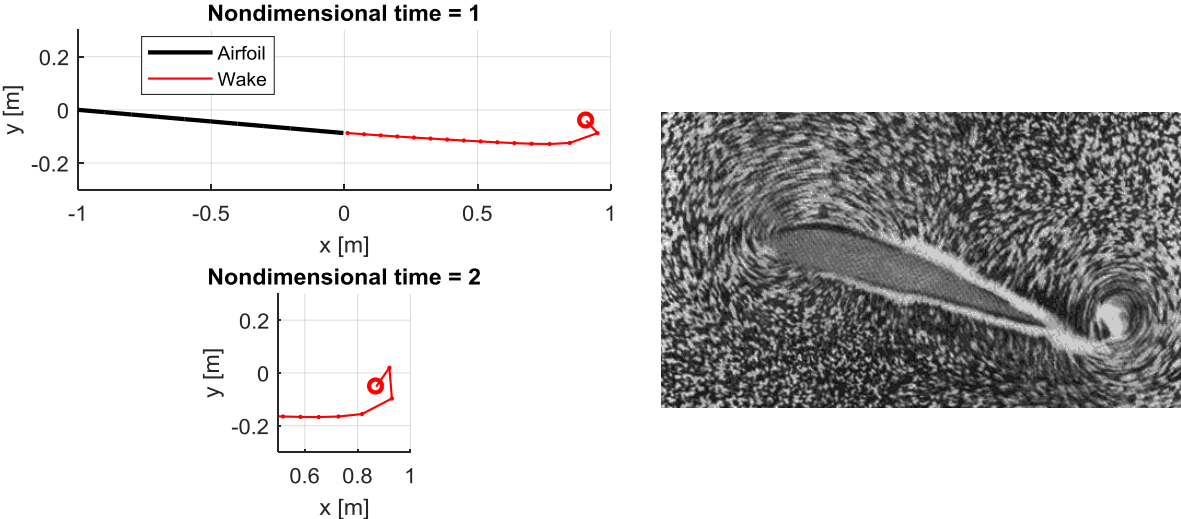 Nondimensional time = 1
Airfoil
Wake
y [m]
0.2
0
-0.2
-1
-0.5
0
0.5
1
x [m]
Nondimensional time = 2
y [m]
0.2
0
-0.2
0.6
0.8
1
x [m]